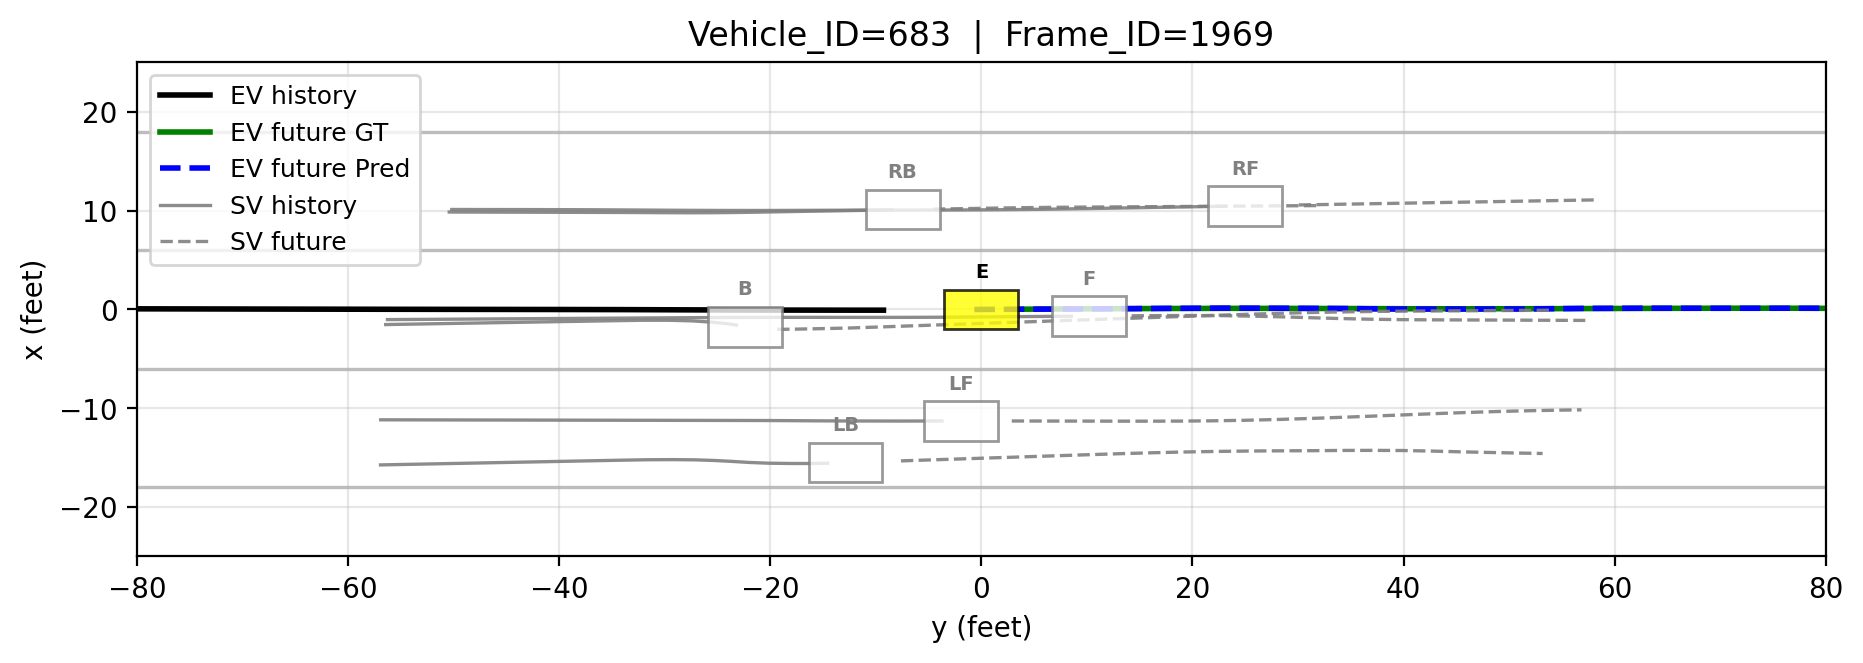 Vehicle_ID=683 | Frame_ID=1969
EV history
EV future GT
EV future Pred
SV history
SV future
RB
RF
E
F
B
LF
LB
20
10
0
−10
−20
x (feet)
−80
−60
−40
−20
0
20
40
60
80
y (feet)